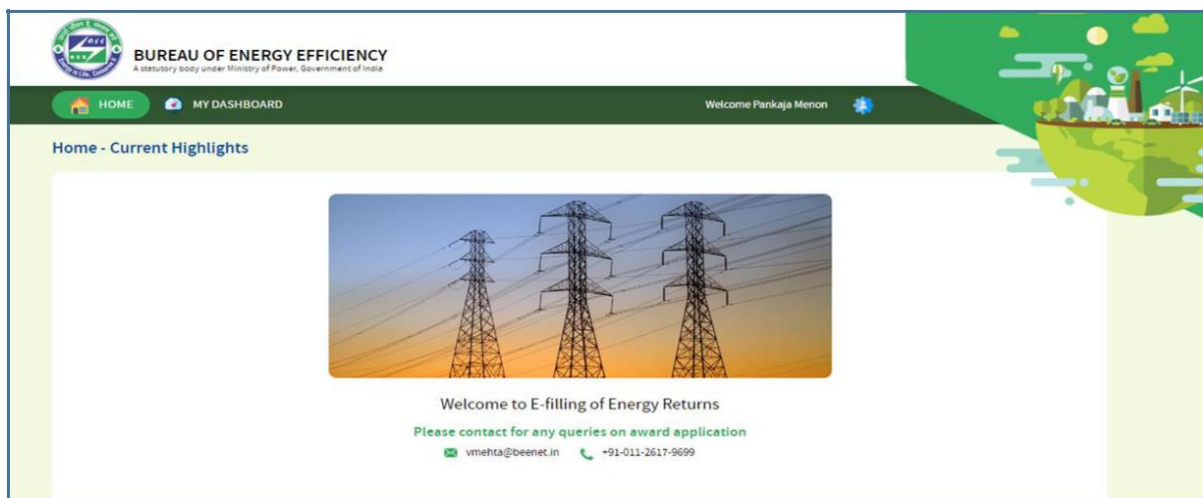 BUREAU OF ENERGY EFFICIENCY
A statutory body under Ministry of Power, Government of India
HOME MY DASHBOARD Welcome Pankaja Menon
Home - Current Highlights
Welcome to E-filling of Energy Returns
Please contact for any queries on award application
vmehta@beenet.in +91-011-2617-9699